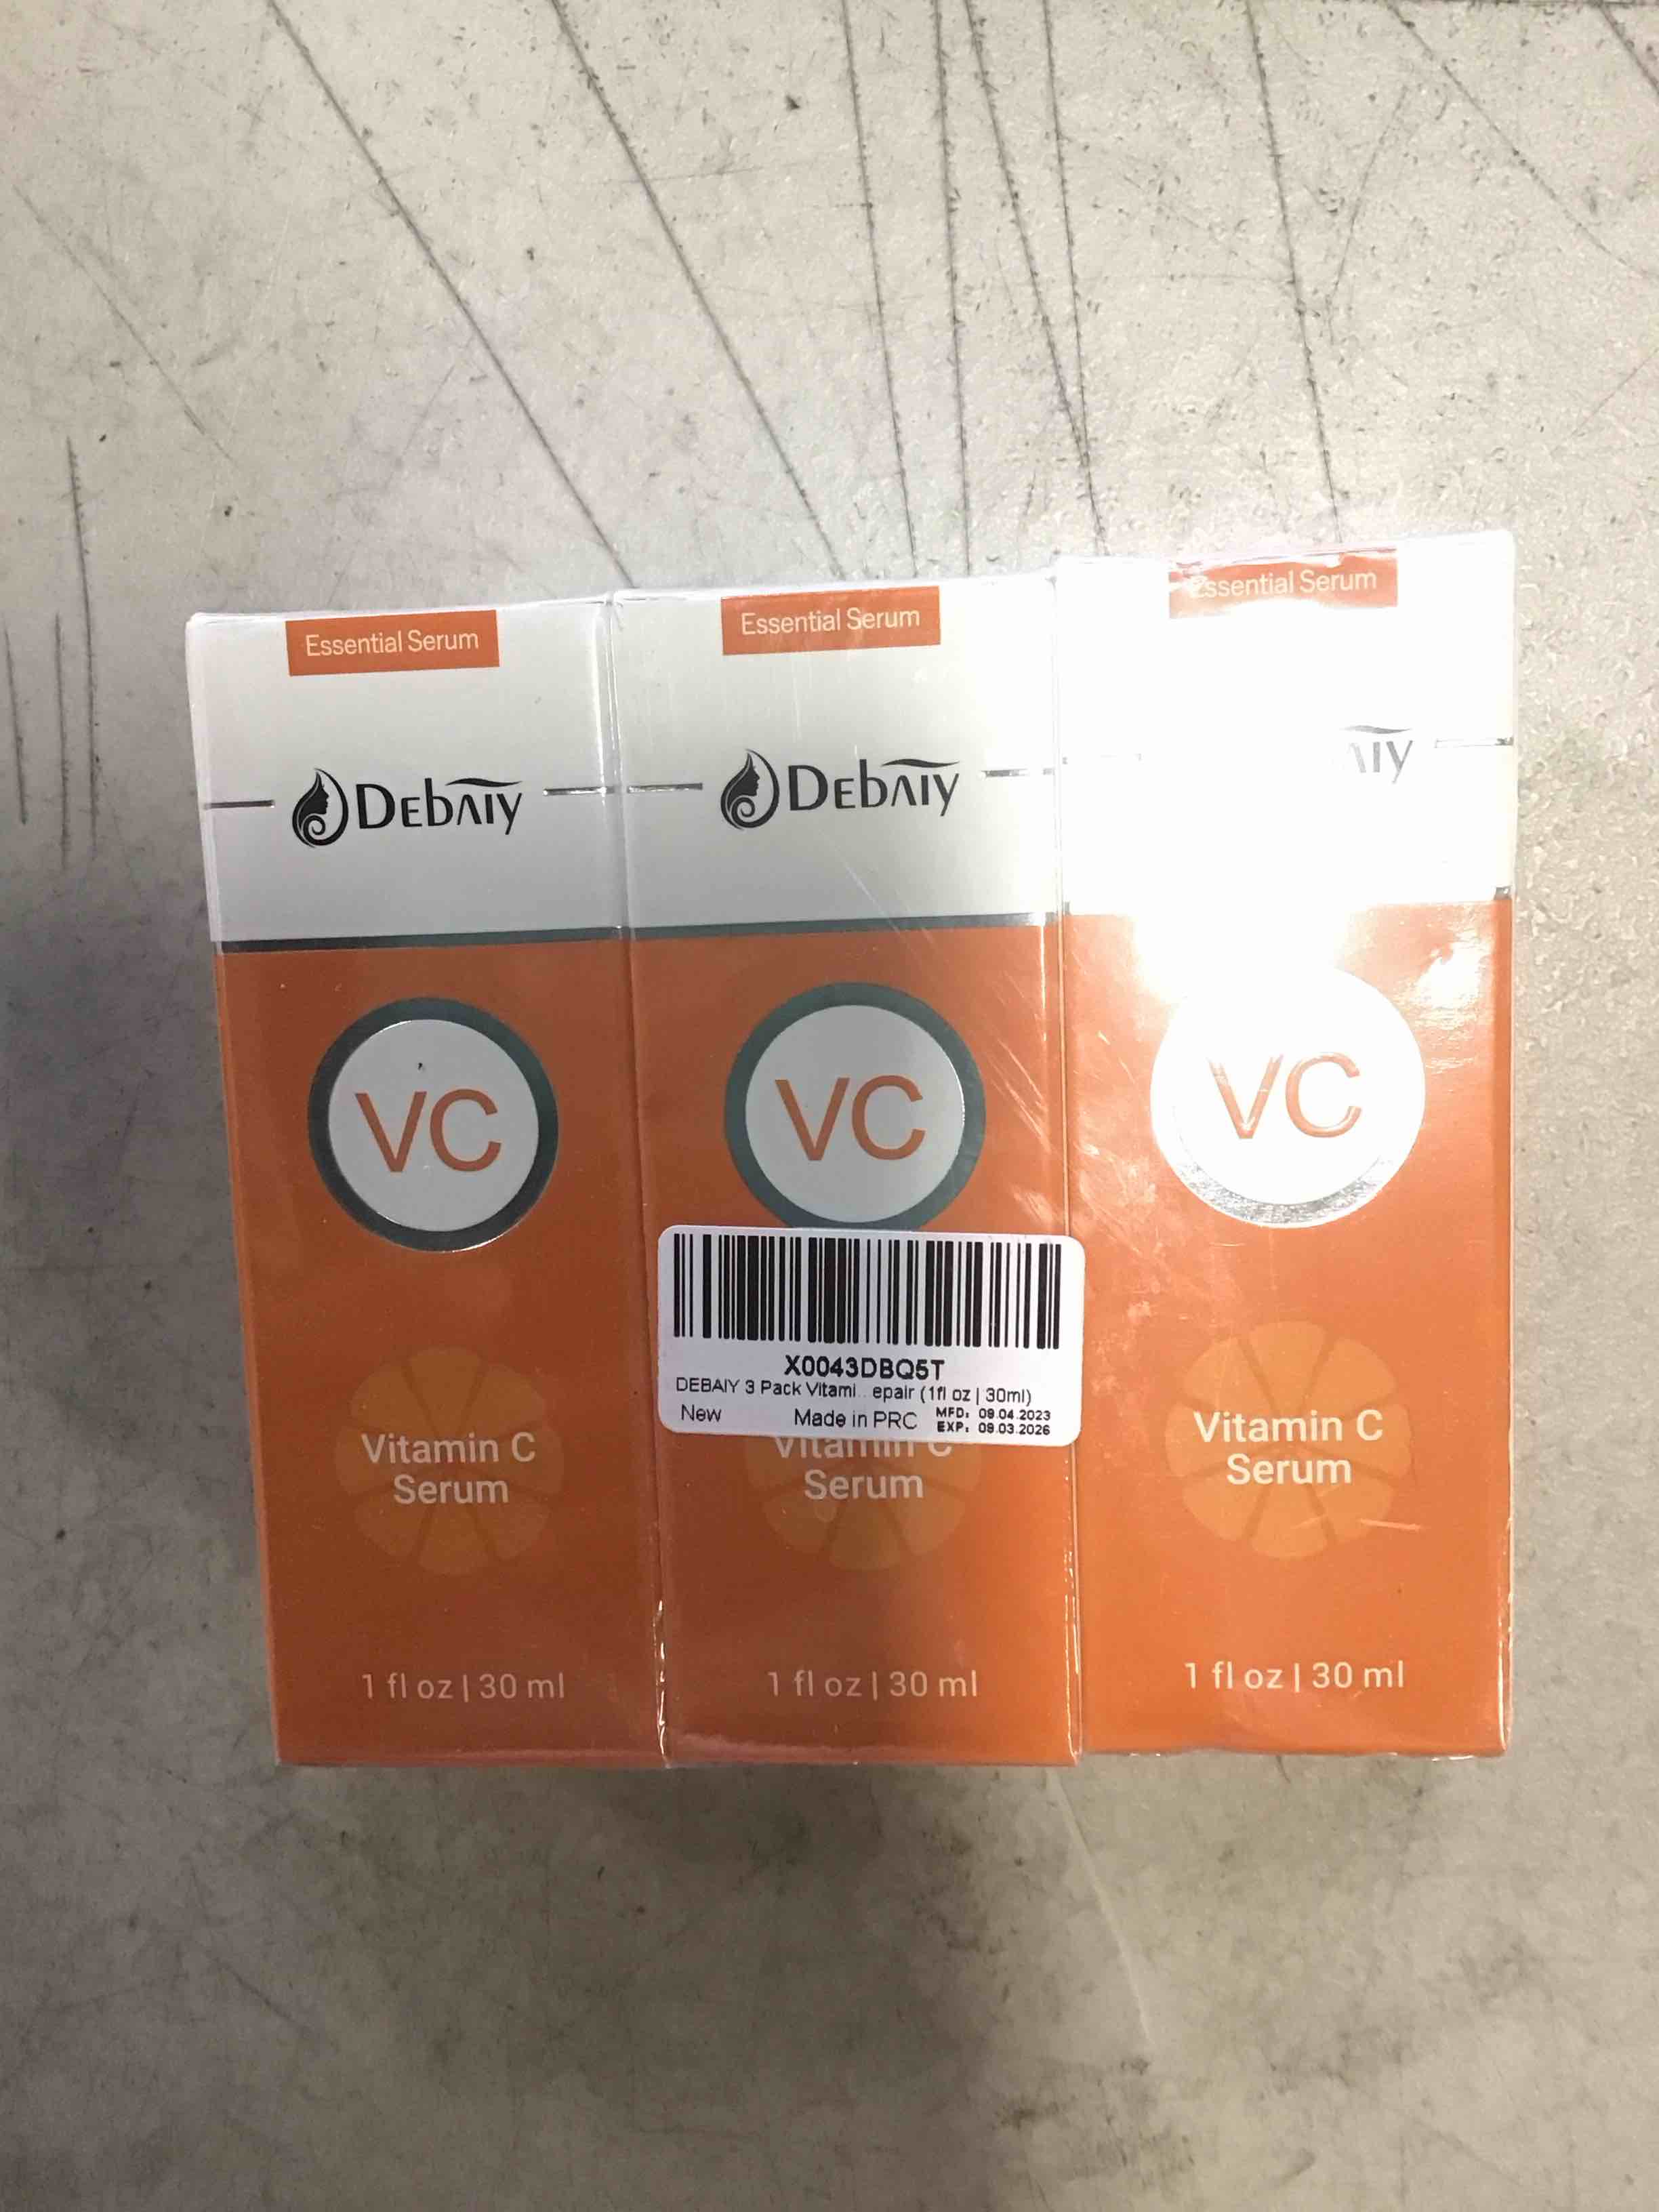 Essential Serum
DEBAIY
VC
Vitamin C
Serum
1 fl oz | 30 ml
Essential Serum
DEBAIY
VC
X0043DBQ5T
DEBAIY 3 Pack Vitami... epair (1fl oz | 30ml)
New
Made in PRC
MFD: 09.04.2023
EXP: 09.03.2026
Vitamin C
Serum
1 fl oz | 30 ml
Essential Serum
AIY
VC
Vitamin C
Serum
1 fl oz | 30 ml